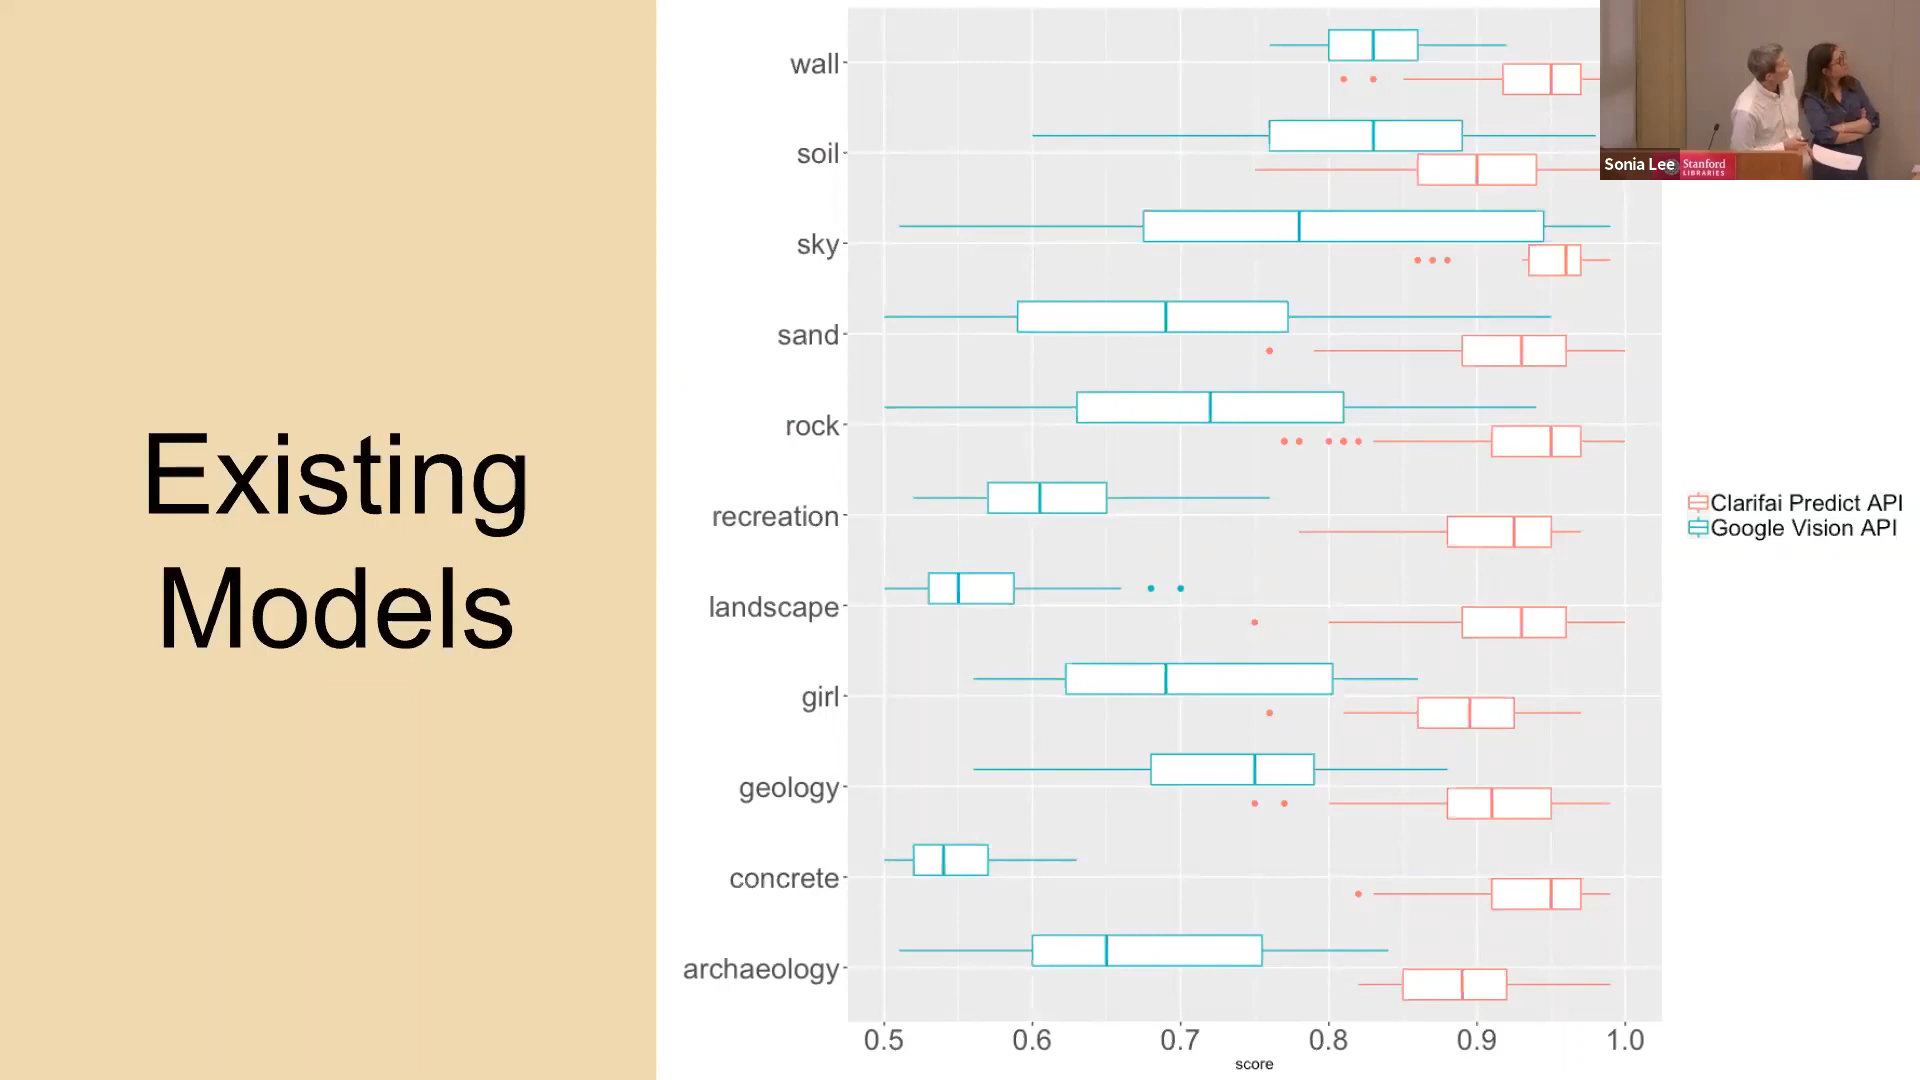 Existing
Models
wall
soil
sky
sand
rock
recreation
landscape
girl
geology
concrete
archaeology
0.5 0.6 0.7 0.8 0.9 1.0
score
Clarifai Predict API
Google Vision API
Sonia Lee
Stanford
LIBRARIES